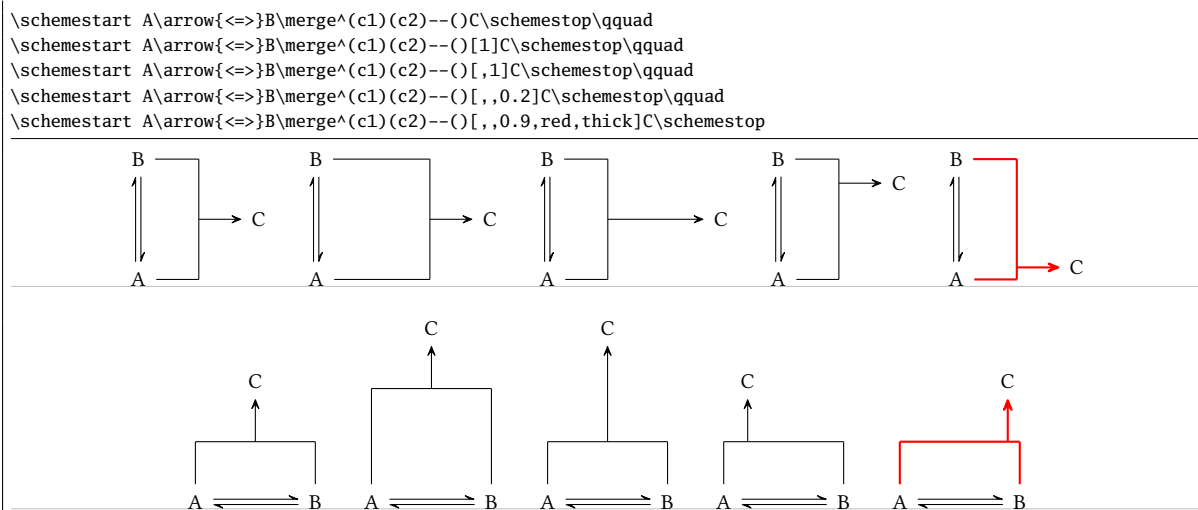 \schemestart A\arrow{<=>}B\merge^(c1)(c2)--()C\schemestop\qquad
\schemestart A\arrow{<=>}B\merge^(c1)(c2)--()[1]C\schemestop\qquad
\schemestart A\arrow{<=>}B\merge^(c1)(c2)--()[,1]C\schemestop\qquad
\schemestart A\arrow{<=>}B\merge^(c1)(c2)--()[,,0.2]C\schemestop\qquad
\schemestart A\arrow{<=>}B\merge^(c1)(c2)--()[,,0.9,red,thick]C\schemestop
B B B B B
C
C C C
C
A A A A A
C C
C C C
A B A B A B A B A B